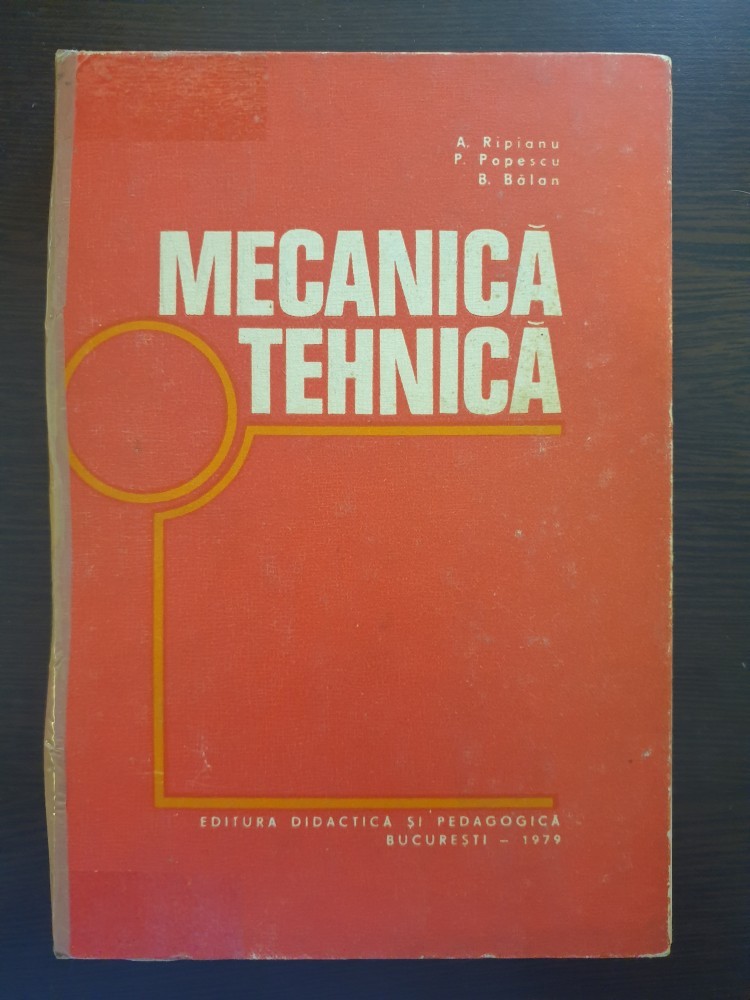 A. Ripianu
P. Popescu
B. Bălan
MECANICĂ
TEHNICĂ
EDITURA DIDACTICĂ ȘI PEDAGOGICĂ
BUCUREȘTI – 1979